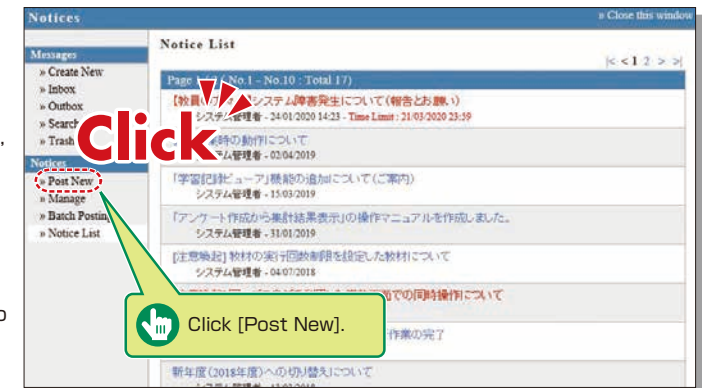 Notices
» Close this window
Messages
» Create New
» Inbox
» Outbox
» Search
» Trash
Notices
» Post New
» Manage
» Batch Posting
» Notice List
Notice List
|< < 1 2 > >|
Page 1 / No.1 - No.10 : Total 17)
【教員の システム障害発生について(報告とお願い)
システム管理者 - 24/01/2020 14:23 - Time Limit : 21/03/2020 23:59
時の動作について
システム管理者 - 02/04/2019
「学習記録ビューア」機能の追加について(ご案内)
システム管理者 - 15/03/2019
「アンケート作成から集計結果表示」の操作マニュアルを作成しました。
システム管理者 - 31/01/2019
[注意喚起] 教材の実行回数制限を設定した教材について
システム管理者 - 04/07/2018
画面での同時操作について
作業の完了
新年度(2018年度)への切り替えについて
Click
Click [Post New].